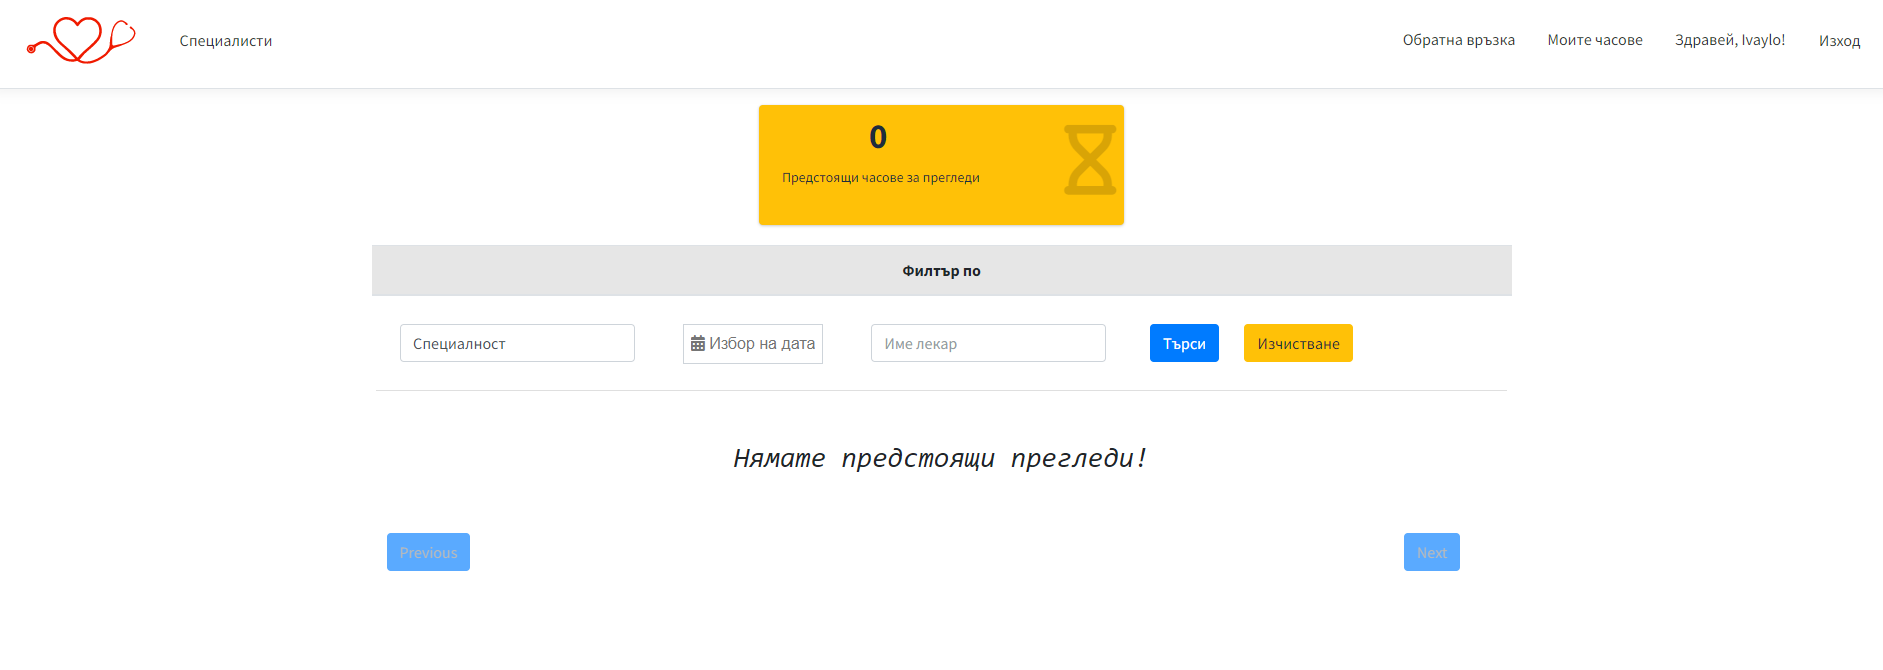 Специалисти
Обратна връзка
Моите часове
Здравей, Ivaylo!
Изход
0
Предстоящи часове за прегледи
Филтър по
Специалност
Избор на дата
Име лекар
Търси
Изчистване
Нямате предстоящи прегледи!
Previous
Next